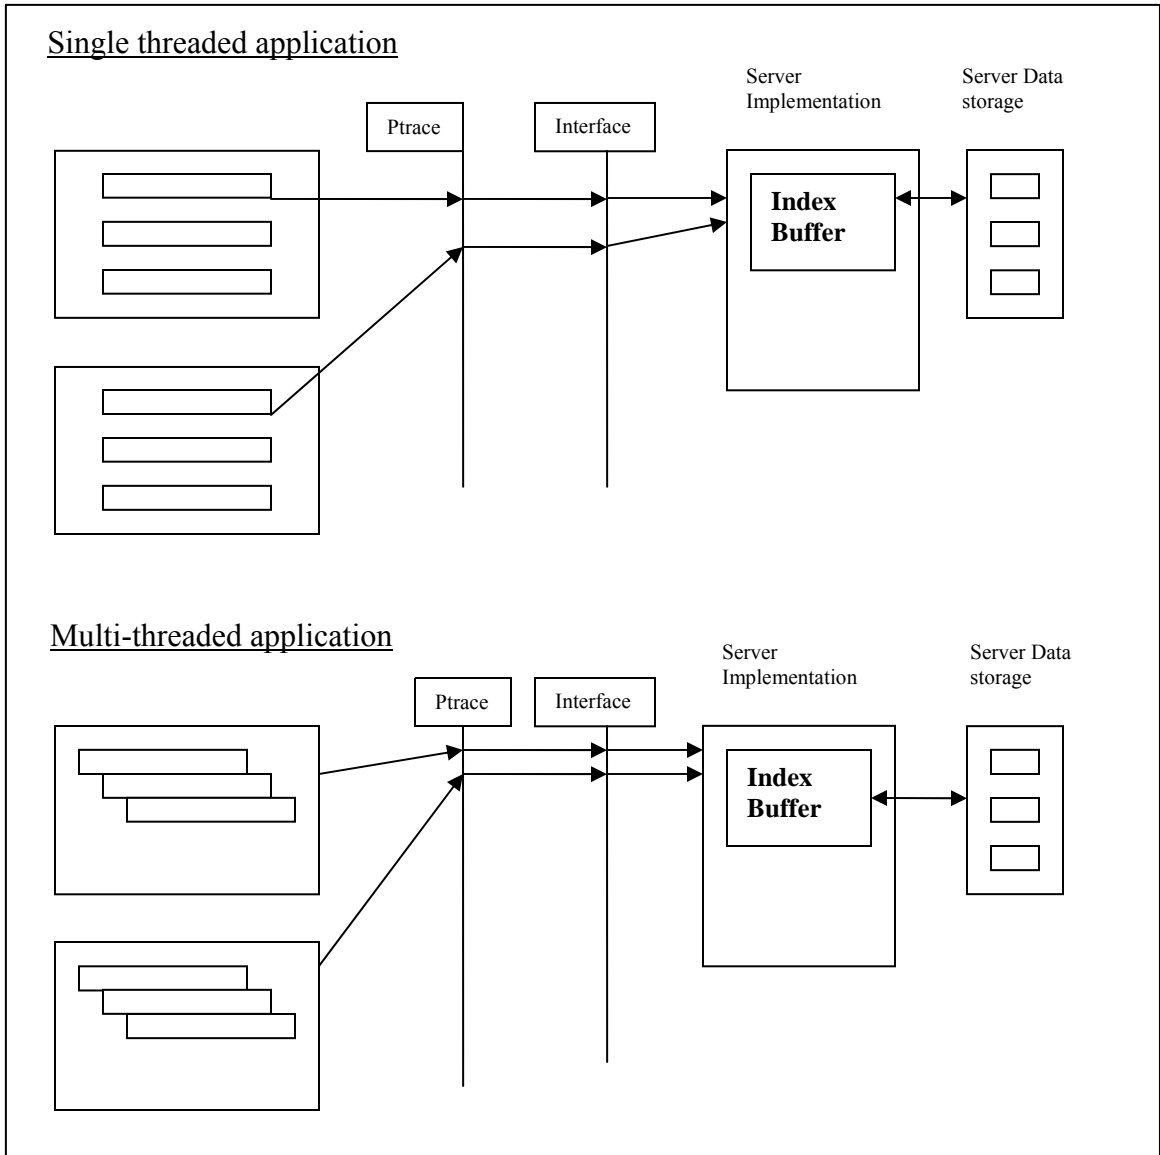 Single threaded application
Server
Implementation
Server Data
storage
Ptrace
Interface
Index
Buffer
Multi-threaded application
Server
Implementation
Server Data
storage
Ptrace
Interface
Index
Buffer